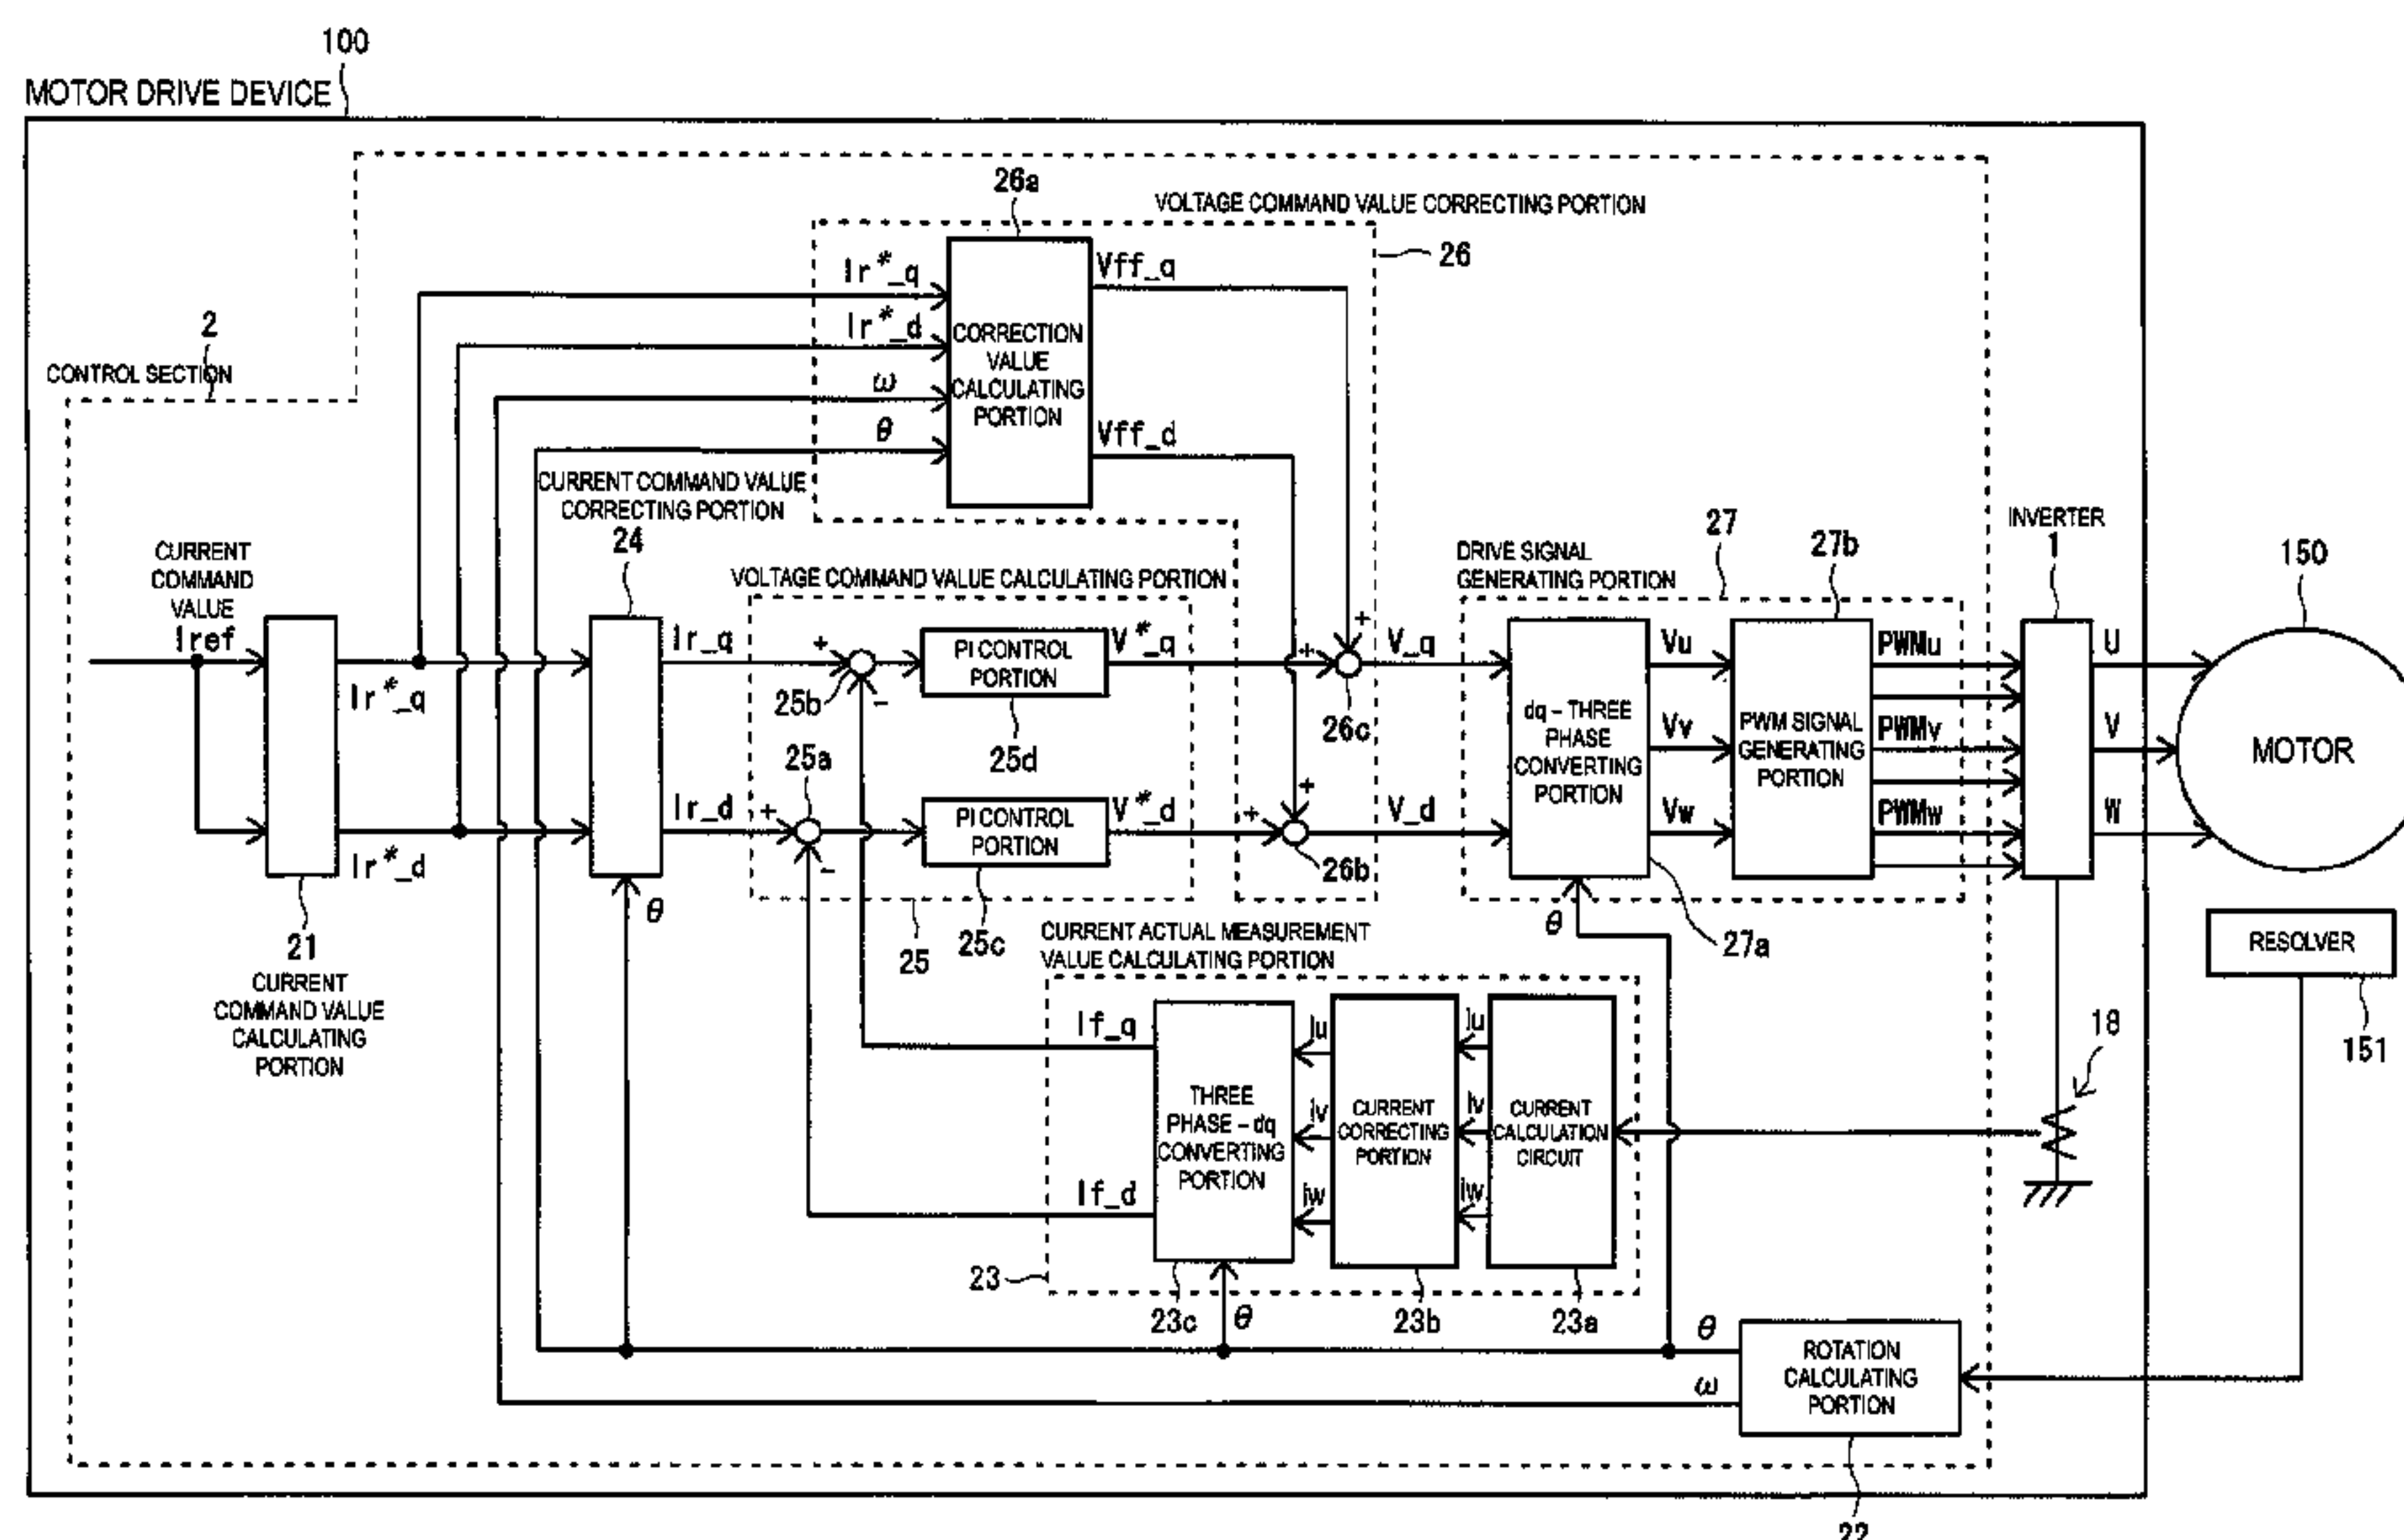 100
MOTOR DRIVE DEVICE
26a
VOLTAGE COMMAND VALUE CORRECTING PORTION
26
Ir*_q
Vff_q
2
Ir*_d
CORRECTION
VALUE
CALCULATING
PORTION
CONTROL SECTION
ω
θ
Vff_d
CURRENT COMMAND VALUE
CORRECTING PORTION
24
27
INVERTER
1
27b
150
CURRENT
COMMAND
VALUE
Iref
VOLTAGE COMMAND VALUE CALCULATING PORTION
DRIVE SIGNAL
GENERATING PORTION
Ir_q
+
25b
-
PI CONTROL
PORTION
V*_q
+
+
26c
V_q
Vu
PWMu
U
Ir*_q
25a
25d
dq – THREE
PHASE
CONVERTING
PORTION
Vv
PWM SIGNAL
GENERATING
PORTION
PWMv
V
MOTOR
Ir_d
+
-
PI CONTROL
PORTION
V*_d
+
+
26b
V_d
Vw
PWMw
W
Ir*_d
21
CURRENT
COMMAND VALUE
CALCULATING
PORTION
θ
25
25c
θ
27a
RESOLVER
151
CURRENT ACTUAL MEASUREMENT
VALUE CALCULATING PORTION
18
If_q
Iu
Iu
THREE
PHASE – dq
CONVERTING
PORTION
Iv
CURRENT
CORRECTING
PORTION
Iv
CURRENT
CALCULATION
CIRCUIT
If_d
Iw
Iw
23
23c
θ
23b
23a
θ
ω
ROTATION
CALCULATING
PORTION
22